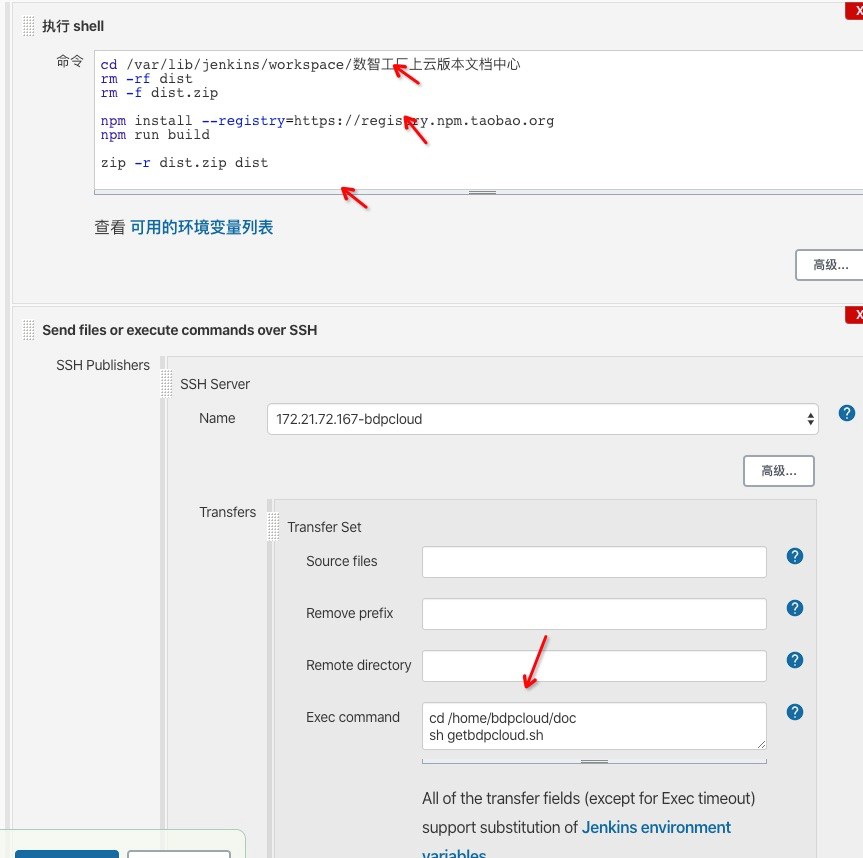 执行 shell
X
命令
cd /var/lib/jenkins/workspace/数智工厂上云版本文档中心
rm -rf dist
rm -f dist.zip
npm install --registry=https://registry.npm.taobao.org
npm run build
zip -r dist.zip dist
查看 可用的环境变量列表
高级...
Send files or execute commands over SSH
X
SSH Publishers
SSH Server
Name
172.21.72.167-bdpcloud
?
高级...
Transfers
Transfer Set
Source files
?
Remove prefix
?
Remote directory
?
Exec command
cd /home/bdpcloud/doc
sh getbdpcloud.sh
?
All of the transfer fields (except for Exec timeout)
support substitution of Jenkins environment
variables